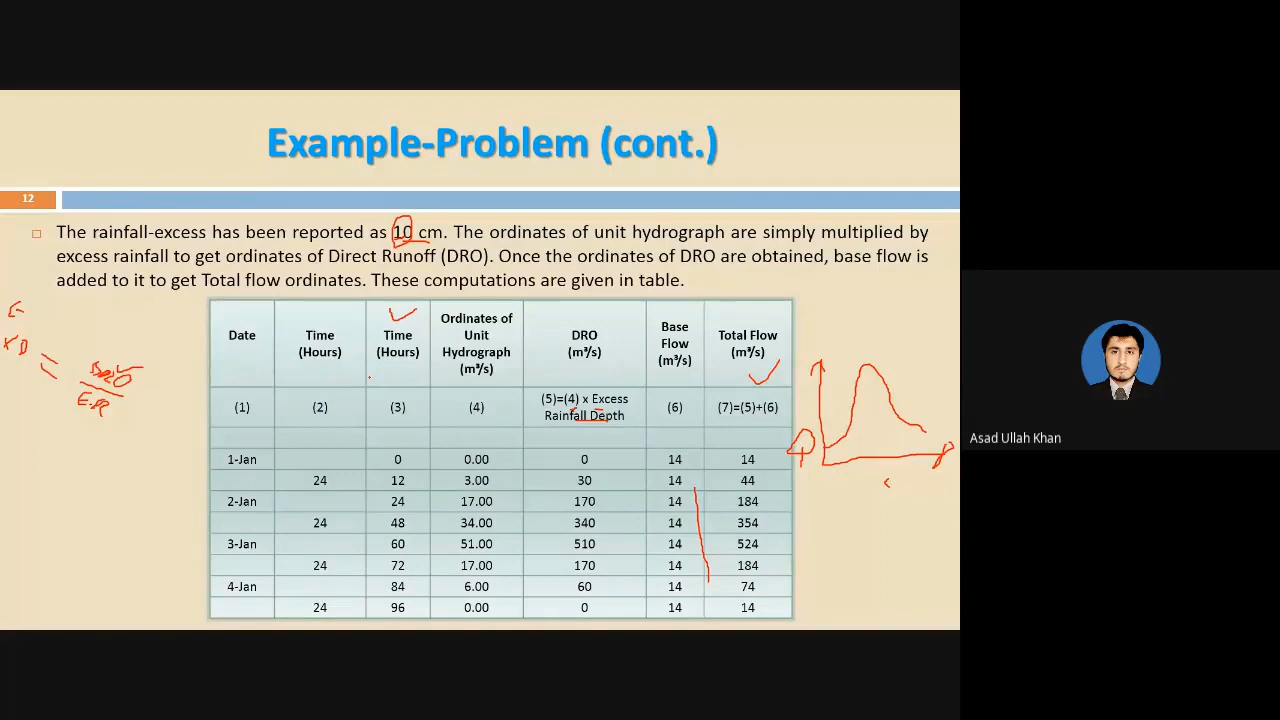 Example-Problem (cont.)
12
The rainfall-excess has been reported as 10 cm. The ordinates of unit hydrograph are simply multiplied by
excess rainfall to get ordinates of Direct Runoff (DRO). Once the ordinates of DRO are obtained, base flow is
added to it to get Total flow ordinates. These computations are given in table.
Date Time (Hours) Time (Hours) Ordinates of Unit Hydrograph (m³/s) DRO (m³/s) Base Flow (m³/s) Total Flow (m³/s)
(1) (2) (3) (4) (5)=(4) x Excess Rainfall Depth (6) (7)=(5)+(6)
1-Jan 0 0.00 0 14 14
24 12 3.00 30 14 44
2-Jan 24 17.00 170 14 184
24 48 34.00 340 14 354
3-Jan 60 51.00 510 14 524
24 72 17.00 170 14 184
4-Jan 84 6.00 60 14 74
24 96 0.00 0 14 14
Asad Ullah Khan